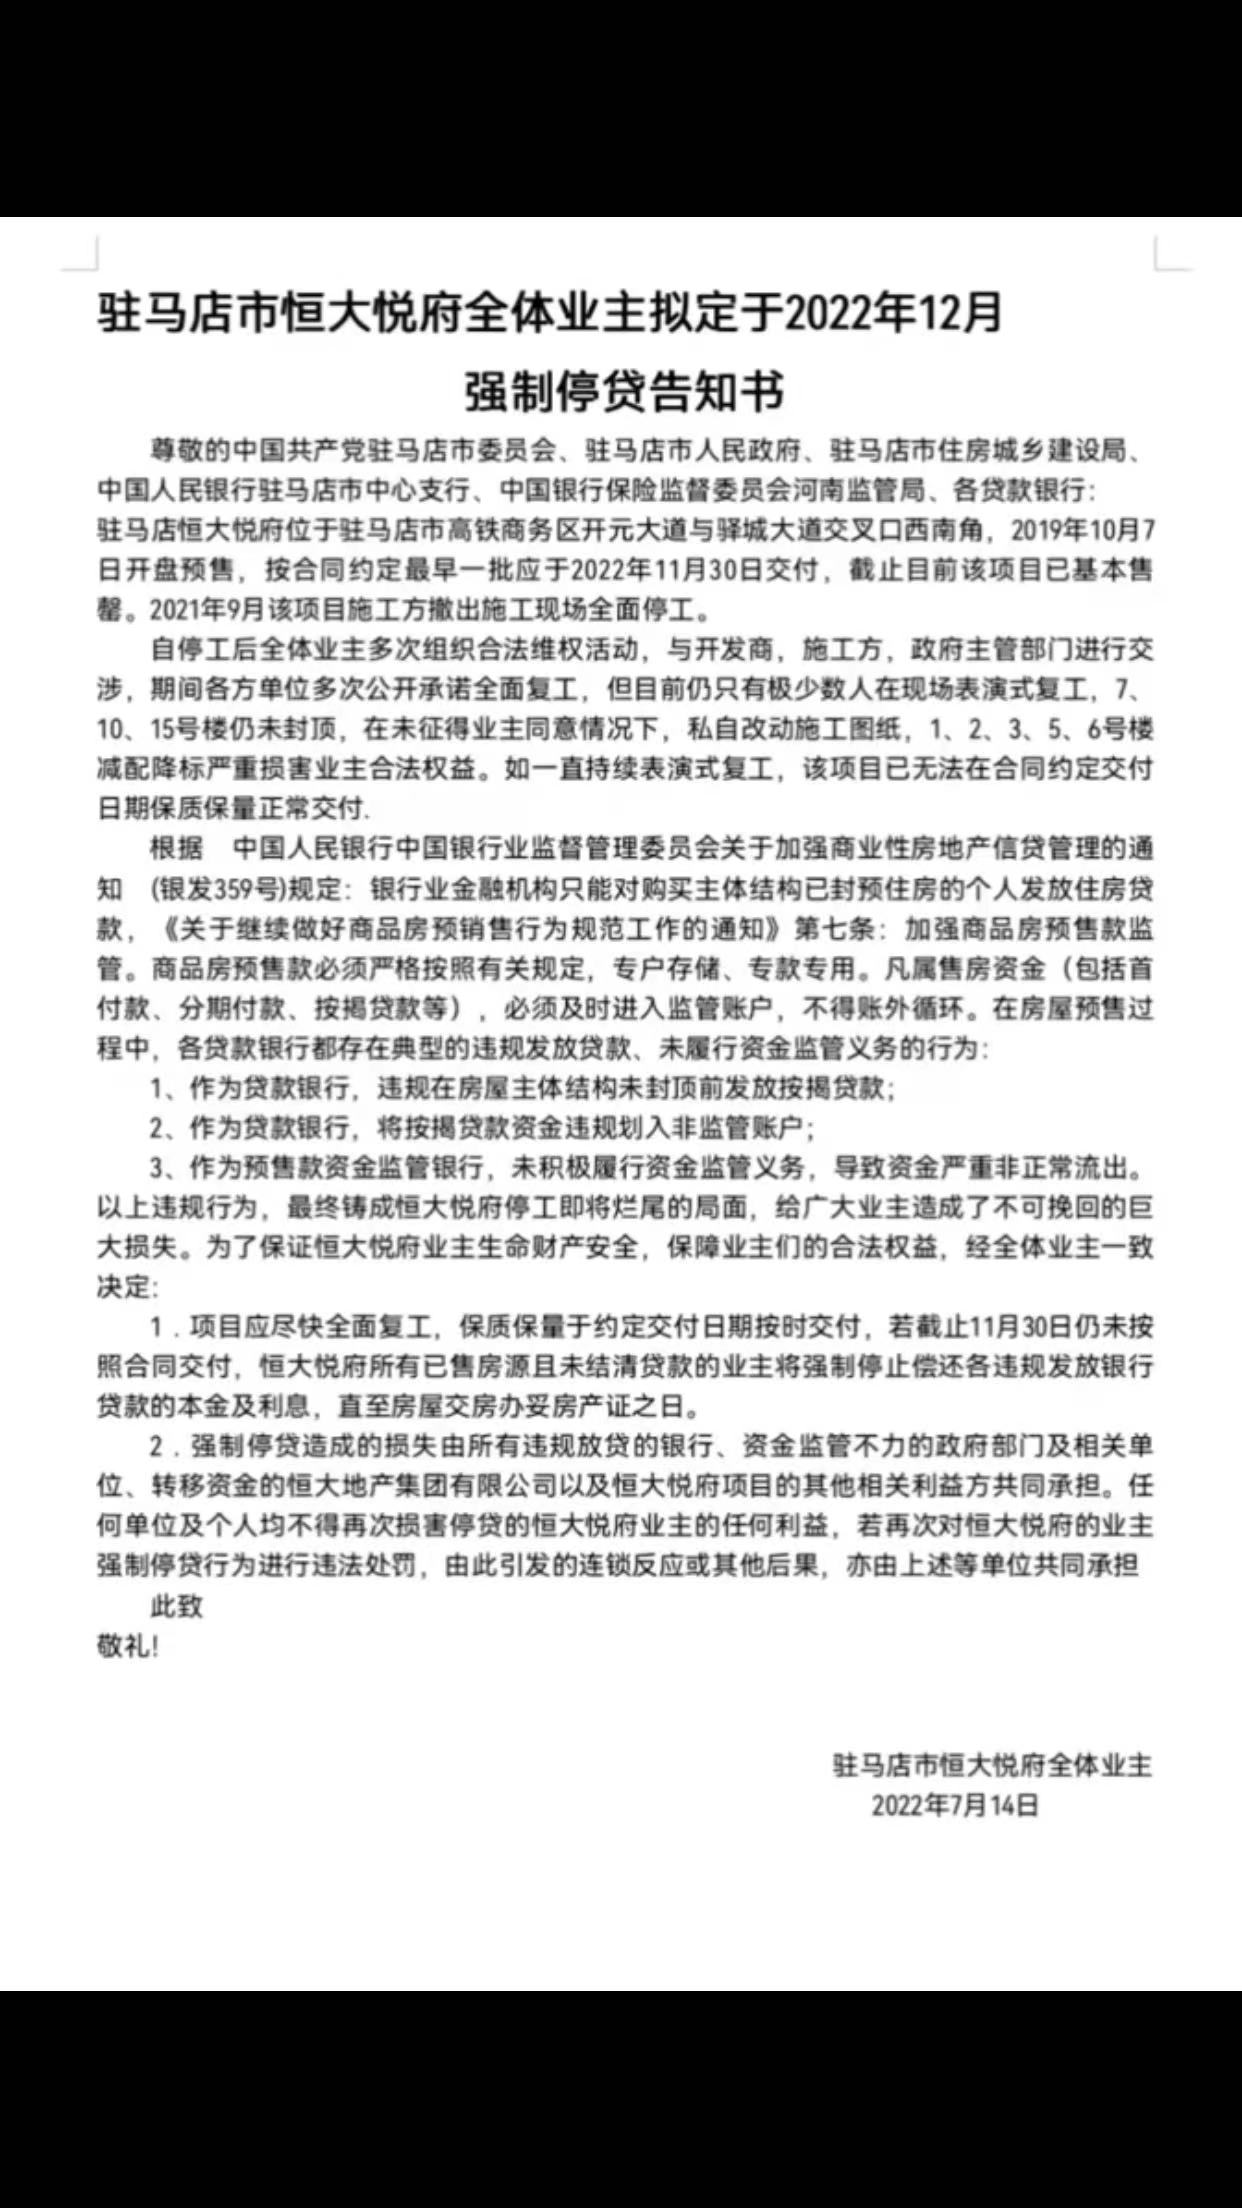 驻马店市恒大悦府全体业主拟定于2022年12月
强制停贷告知书
尊敬的中国共产党驻马店市委员会、驻马店市人民政府、驻马店市住房城乡建设局、
中国人民银行驻马店市中心支行、中国银行保险监督委员会河南监管局、各贷款银行：
驻马店恒大悦府位于驻马店市高铁商务区开元大道与驿城大道交叉口西南角，2019年10月7
日开盘预售，按合同约定最早一批应于2022年11月30日交付，截止目前该项目已基本售
罄。2021年9月该项目施工方撤出施工现场全面停工。
自停工后全体业主多次组织合法维权活动，与开发商，施工方，政府主管部门进行交
涉，期间各方单位多次公开承诺全面复工，但目前仍只有极少数人在现场表演式复工，7、
10、15号楼仍未封顶，在未征得业主同意情况下，私自改动施工图纸，1、2、3、5、6号楼
减配降标严重损害业主合法权益。如一直持续表演式复工，该项目已无法在合同约定交付
日期保质保量正常交付.
根据 中国人民银行中国银行业监督管理委员会关于加强商业性房地产信贷管理的通
知 (银发359号)规定：银行业金融机构只能对购买主体结构已封预住房的个人发放住房贷
款，《关于继续做好商品房预销售行为规范工作的通知》第七条：加强商品房预售款监
管。商品房预售款必须严格按照有关规定，专户存储、专款专用。凡属售房资金（包括首
付款、分期付款、按揭贷款等），必须及时进入监管账户，不得账外循环。在房屋预售过
程中，各贷款银行都存在典型的违规发放贷款、未履行资金监管义务的行为：
1、作为贷款银行，违规在房屋主体结构未封顶前发放按揭贷款；
2、作为贷款银行，将按揭贷款资金违规划入非监管账户；
3、作为预售款资金监管银行，未积极履行资金监管义务，导致资金严重非正常流出。
以上违规行为，最终铸成恒大悦府停工即将烂尾的局面，给广大业主造成了不可挽回的巨
大损失。为了保证恒大悦府业主生命财产安全，保障业主们的合法权益，经全体业主一致
决定：
1．项目应尽快全面复工，保质保量于约定交付日期按时交付，若截止11月30日仍未按
照合同交付，恒大悦府所有已售房源且未结清贷款的业主将强制停止偿还各违规发放银行
贷款的本金及利息，直至房屋交房办妥房产证之日。
2．强制停贷造成的损失由所有违规放贷的银行、资金监管不力的政府部门及相关单
位、转移资金的恒大地产集团有限公司以及恒大悦府项目的其他相关利益方共同承担。任
何单位及个人均不得再次损害停贷的恒大悦府业主的任何利益，若再次对恒大悦府的业主
强制停贷行为进行违法处罚，由此引发的连锁反应或其他后果，亦由上述等单位共同承担
此致
敬礼！
驻马店市恒大悦府全体业主
2022年7月14日